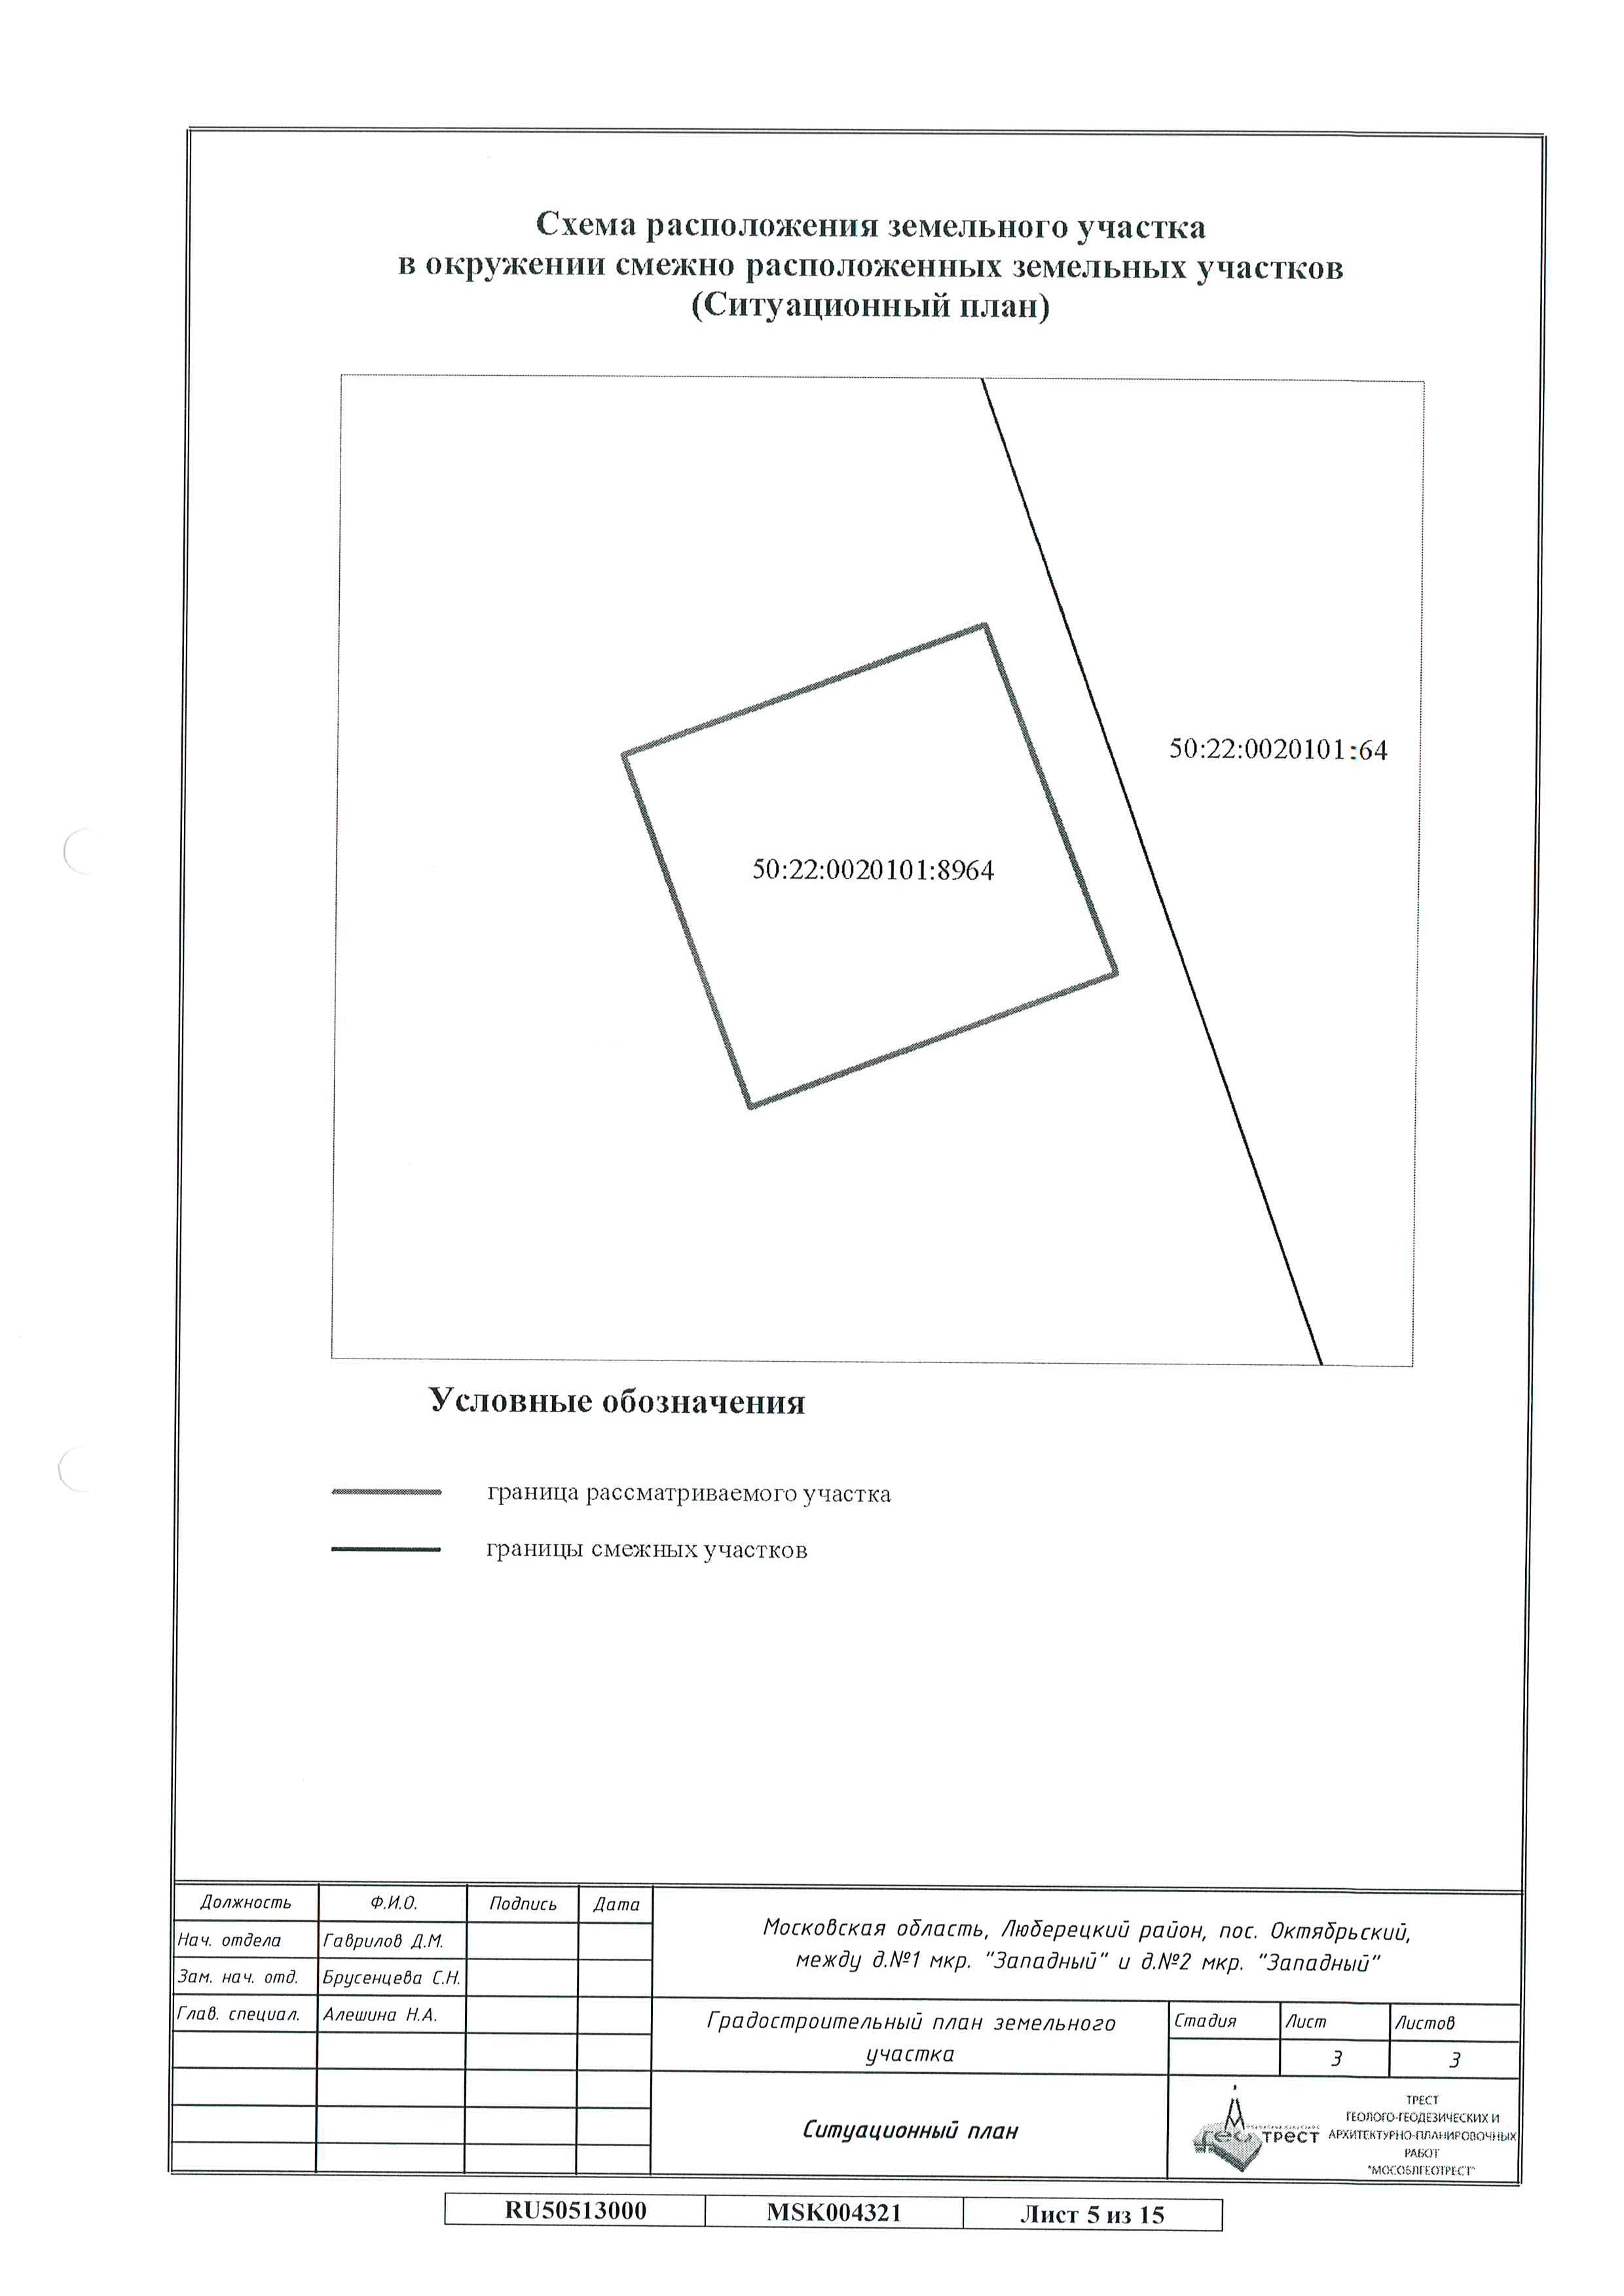 Схема расположения земельного участка
в окружении смежно расположенных земельных участков
(Ситуационный план)
50:22:0020101:64
50:22:0020101:8964
Условные обозначения
граница рассматриваемого участка
границы смежных участков
Должность Ф.И.О. Подпись Дата
Нач. отдела Гаврилов Д.М.
Зам. нач. отд. Брусенцева С.Н.
Глав. специал. Алешина Н.А.
Московская область, Люберецкий район, пос. Октябрьский,
между д.№1 мкр. "Западный" и д.№2 мкр. "Западный"
Градостроительный план земельного
участка
Стадия Лист Листов
3 3
Ситуационный план
гео трест
ТРЕСТ
ГЕОЛОГО-ГЕОДЕЗИЧЕСКИХ И
АРХИТЕКТУРНО-ПЛАНИРОВОЧНЫХ
РАБОТ
"МОСОБЛГЕОТРЕСТ"
RU50513000 MSK004321 Лист 5 из 15